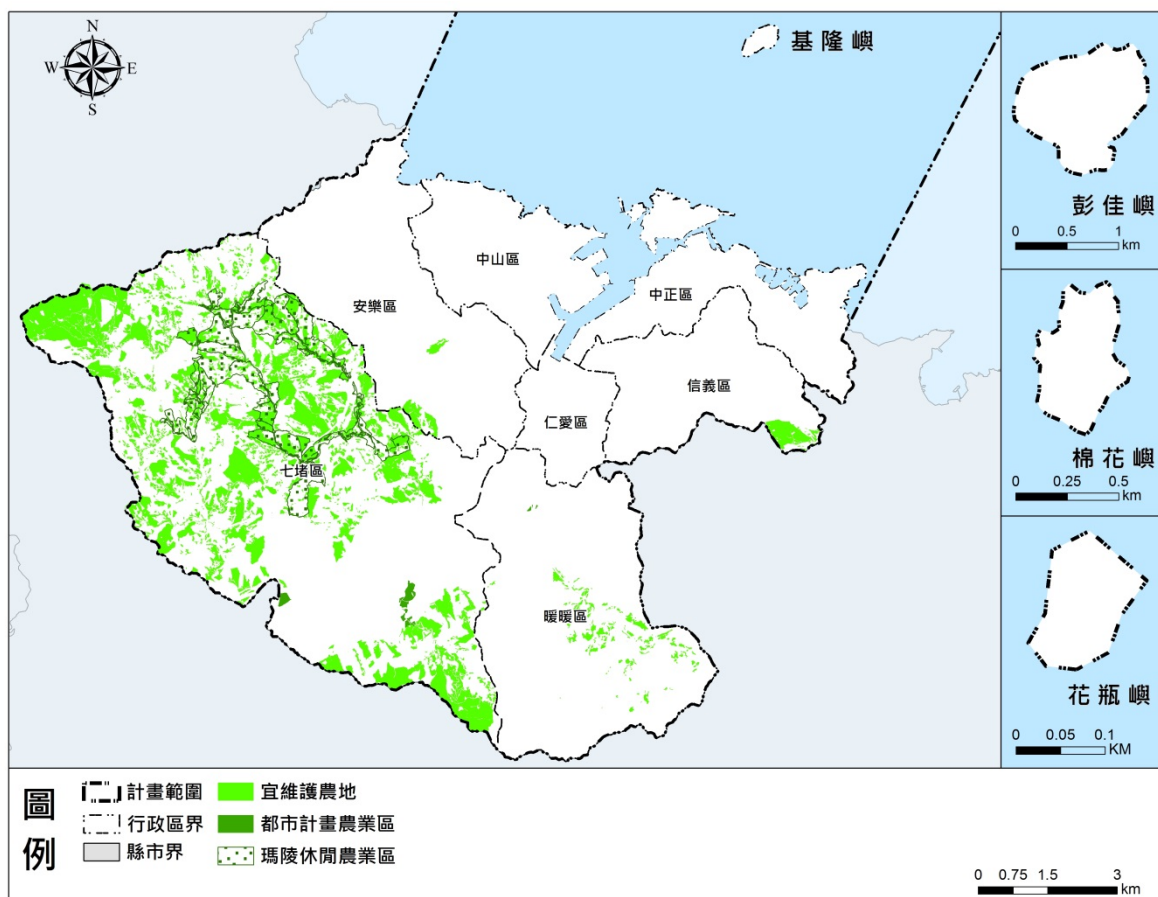 N
W E
S
基隆嶼
彭佳嶼
0 0.5 1
km
中山區
中正區
安樂區
信義區
仁愛區
七堵區
暖暖區
棉花嶼
0 0.25 0.5
km
花瓶嶼
0 0.05 0.1
KM
圖例
計畫範圍
行政區界
縣市界
宜維護農地
都市計畫農業區
瑪陵休閒農業區
0 0.75 1.5 3
km